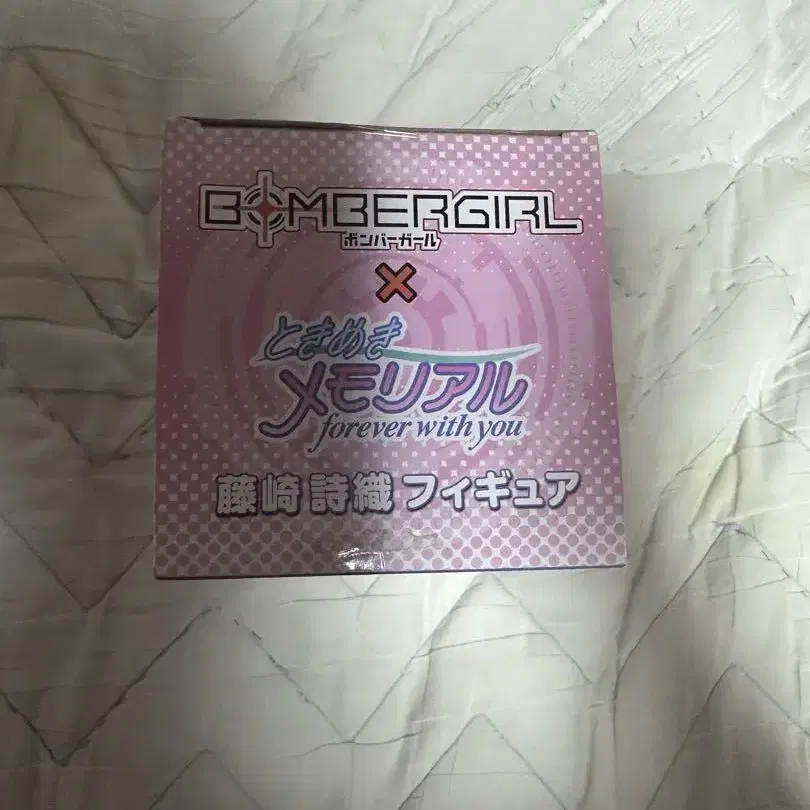 BOMBERGIRL
ボンバーガール
×
ときめき
メモリアル
forever with you
藤崎 詩織 フィギュア